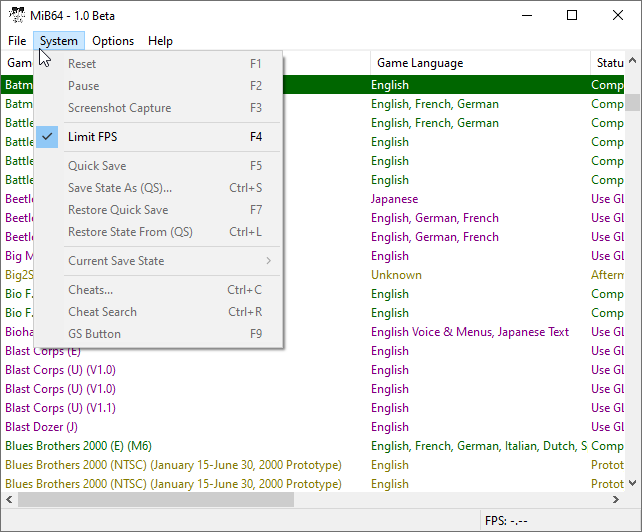 MiB64 - 1.0 Beta
File System Options Help
Game Language Statu
Reset F1
Pause F2
Screenshot Capture F3
Limit FPS F4
Quick Save F5
Save State As (QS)... Ctrl+S
Restore Quick Save F7
Restore State From (QS) Ctrl+L
Current Save State
Cheats... Ctrl+C
Cheat Search Ctrl+R
GS Button F9
Batm English Comp
Batma English, French, German Comp
Battle English, French, German Comp
Battle English Comp
Battle English Comp
Battle English Comp
Beetle Japanese Use GL
Beetle English, German, French Use GL
Beetle English, German, French Use GL
Big M English Use GL
Big2S Unknown Afterm
Bio F. English Comp
Bio F. English Comp
Bioha English Voice & Menus, Japanese Text Use GL
Blast Corps (E) English Use GL
Blast Corps (U) (V1.0) English Use GL
Blast Corps (U) (V1.0) English Use GL
Blast Corps (U) (V1.1) English Use GL
Blast Dozer (J) English Use GL
Blues Brothers 2000 (E) (M6) English, French, German, Italian, Dutch, S Comp
Blues Brothers 2000 (NTSC) (January 15-June 30, 2000 Prototype) English Protot
Blues Brothers 2000 (NTSC) (January 15-June 30, 2000 Prototype) English Protot
FPS: -.--